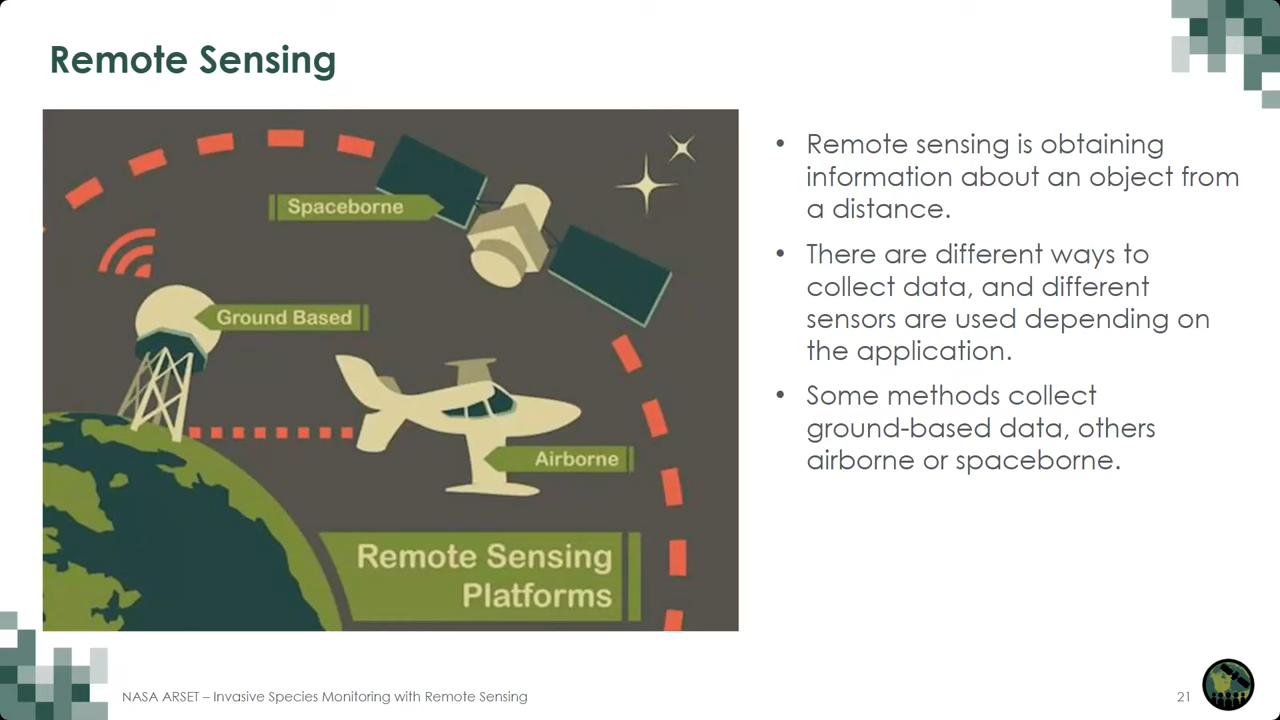 Remote Sensing
Spaceborne
Ground Based
Airborne
Remote Sensing
Platforms
• Remote sensing is obtaining
information about an object from
a distance.
• There are different ways to
collect data, and different
sensors are used depending on
the application.
• Some methods collect
ground-based data, others
airborne or spaceborne.
NASA ARSET – Invasive Species Monitoring with Remote Sensing
21